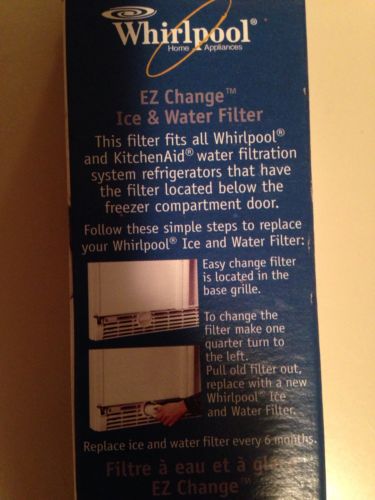 Whirlpool®
Home Appliances
EZ Change™
Ice & Water Filter
This filter fits all Whirlpool®
and KitchenAid® water filtration
system refrigerators that have
the filter located below the
freezer compartment door.
Follow these simple steps to replace
your Whirlpool® Ice and Water Filter:
Easy change filter
is located in the
base grille.
To change the
filter make one
quarter turn to
the left.
Pull old filter out,
replace with a new
Whirlpool® Ice
and Water Filter.
Replace ice and water filter every 6 months.
Filtre à eau et à
EZ Change™